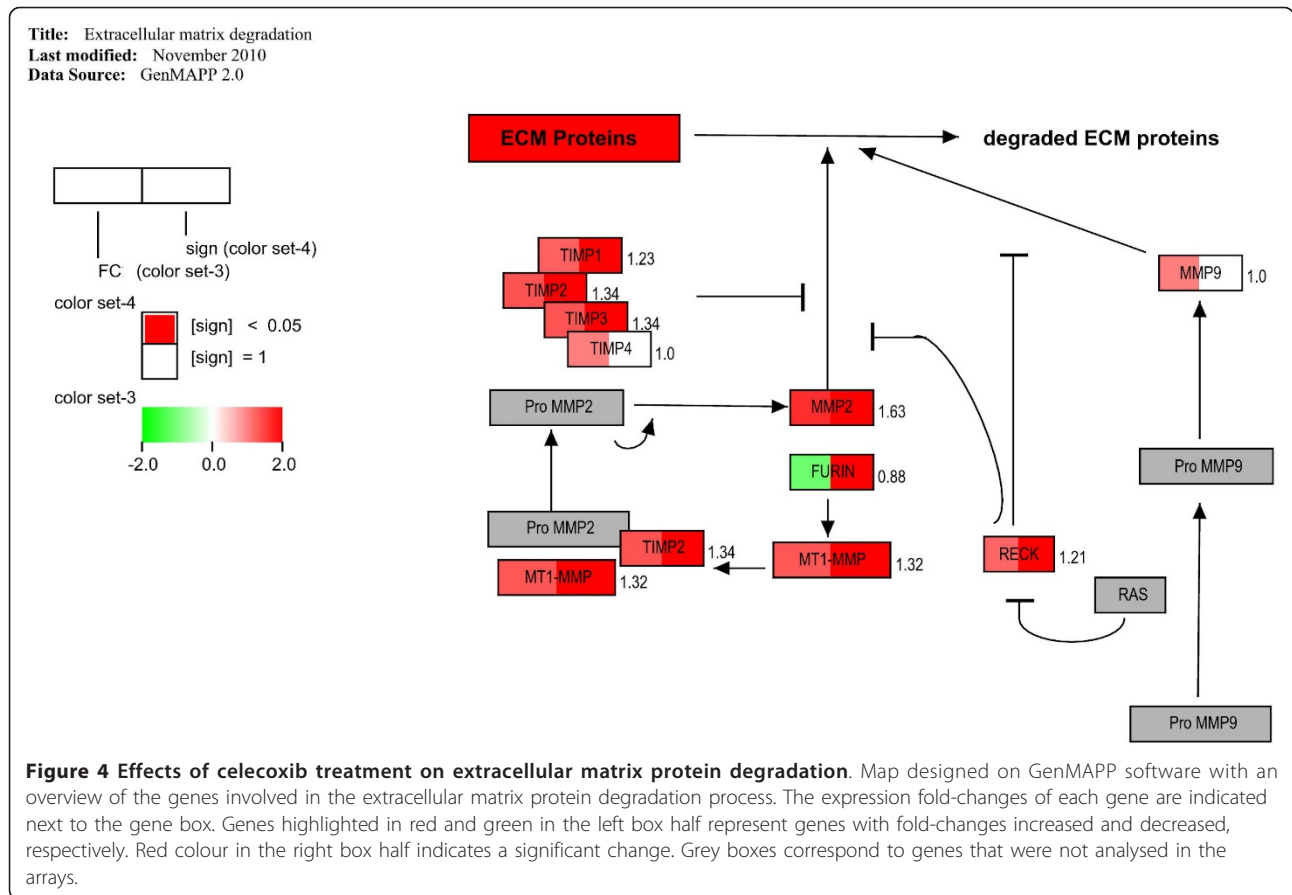 Title: Extracellular matrix degradation
Last modified: November 2010
Data Source: GenMAPP 2.0
ECM Proteins
degraded ECM proteins
sign (color set-4)
FC (color set-3)
color set-4
[sign] < 0.05
[sign] = 1
color set-3
-2.0 0.0 2.0
TIMP1 1.23
TIMP2 1.34
TIMP3 1.34
TIMP4 1.0
MMP9 1.0
Pro MMP2
MMP2 1.63
FURIN 0.88
Pro MMP9
Pro MMP2
TIMP2 1.34
MT1-MMP 1.32
MT1-MMP 1.32
RECK 1.21
RAS
Pro MMP9
Figure 4 Effects of celecoxib treatment on extracellular matrix protein degradation. Map designed on GenMAPP software with an
overview of the genes involved in the extracellular matrix protein degradation process. The expression fold-changes of each gene are indicated
next to the gene box. Genes highlighted in red and green in the left box half represent genes with fold-changes increased and decreased,
respectively. Red colour in the right box half indicates a significant change. Grey boxes correspond to genes that were not analysed in the
arrays.